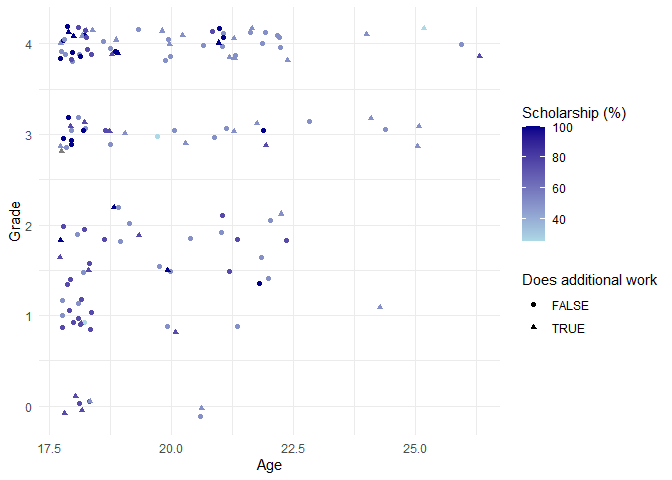 4
3
2
1
0
Grade
17.5
20.0
22.5
25.0
Age
Scholarship (%)
100
80
60
40
Does additional work
FALSE
TRUE